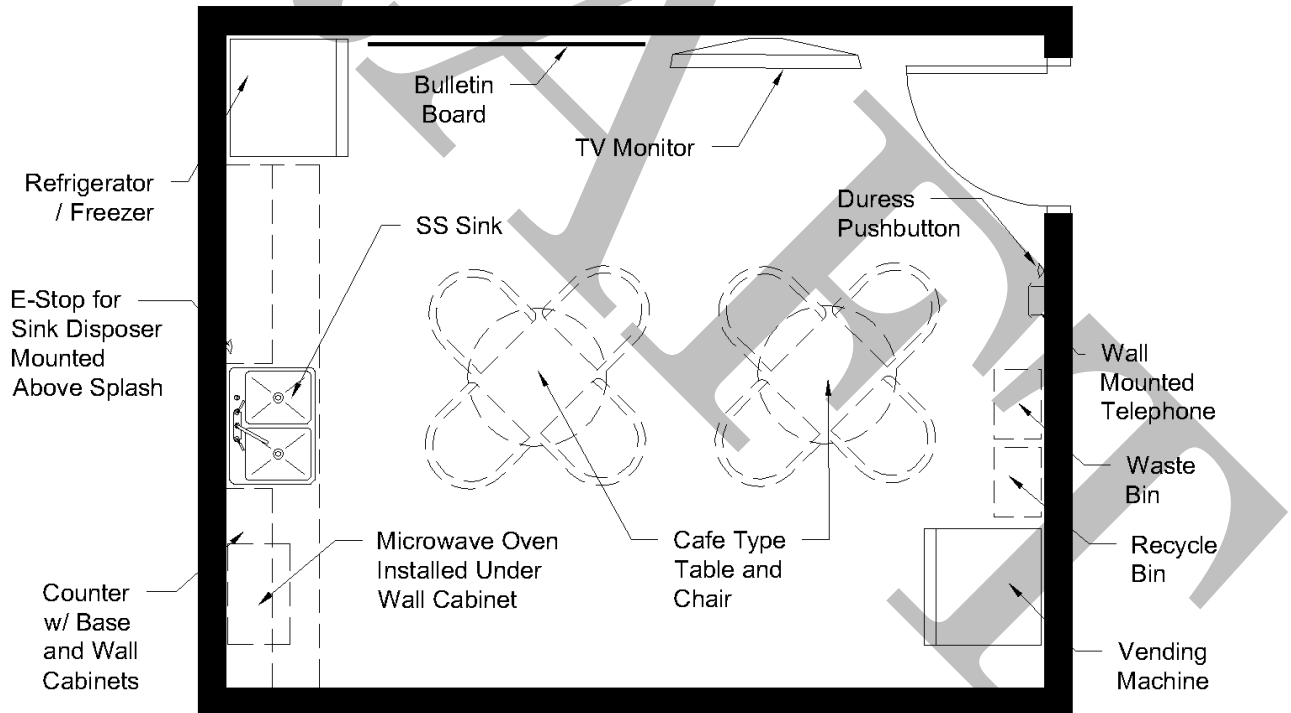 Bulletin
Board
TV Monitor
Refrigerator
/ Freezer
SS Sink
Duress
Pushbutton
E-Stop for
Sink Disposer
Mounted
Above Splash
Wall
Mounted
Telephone
Waste
Bin
Microwave Oven
Installed Under
Wall Cabinet
Cafe Type
Table and
Chair
Recycle
Bin
Counter
w/ Base
and Wall
Cabinets
Vending
Machine